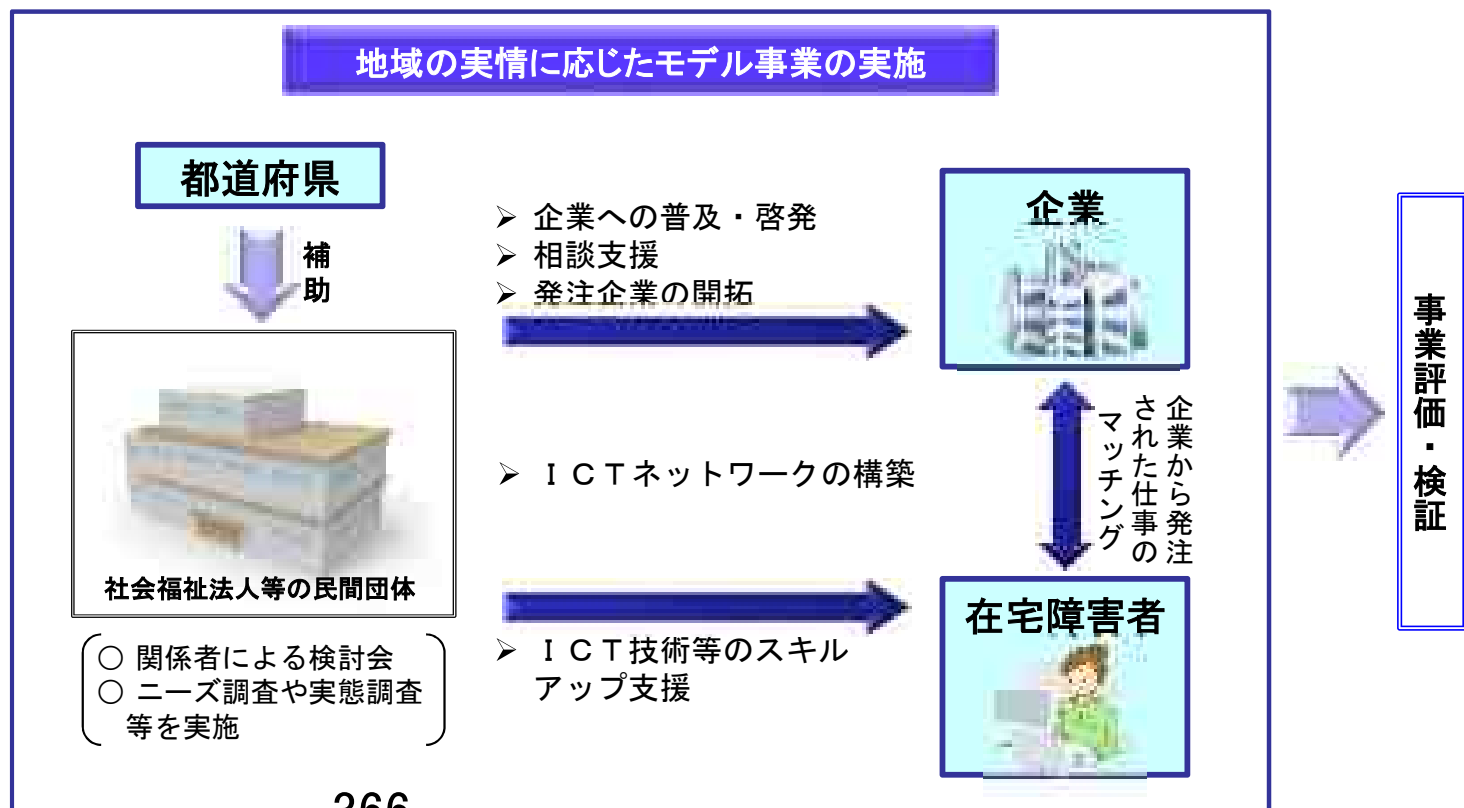 地域の実情に応じたモデル事業の実施
都道府県
補
助
社会福祉法人等の民間団体
○ 関係者による検討会
○ ニーズ調査や実態調査
等を実施
➢ 企業への普及・啓発
➢ 相談支援
➢ 発注企業の開拓
➢ ＩＣＴネットワークの構築
➢ ＩＣＴ技術等のスキル
アップ支援
企業
企業から発注
された仕事の
マッチング
在宅障害者
事業評価・検証
266